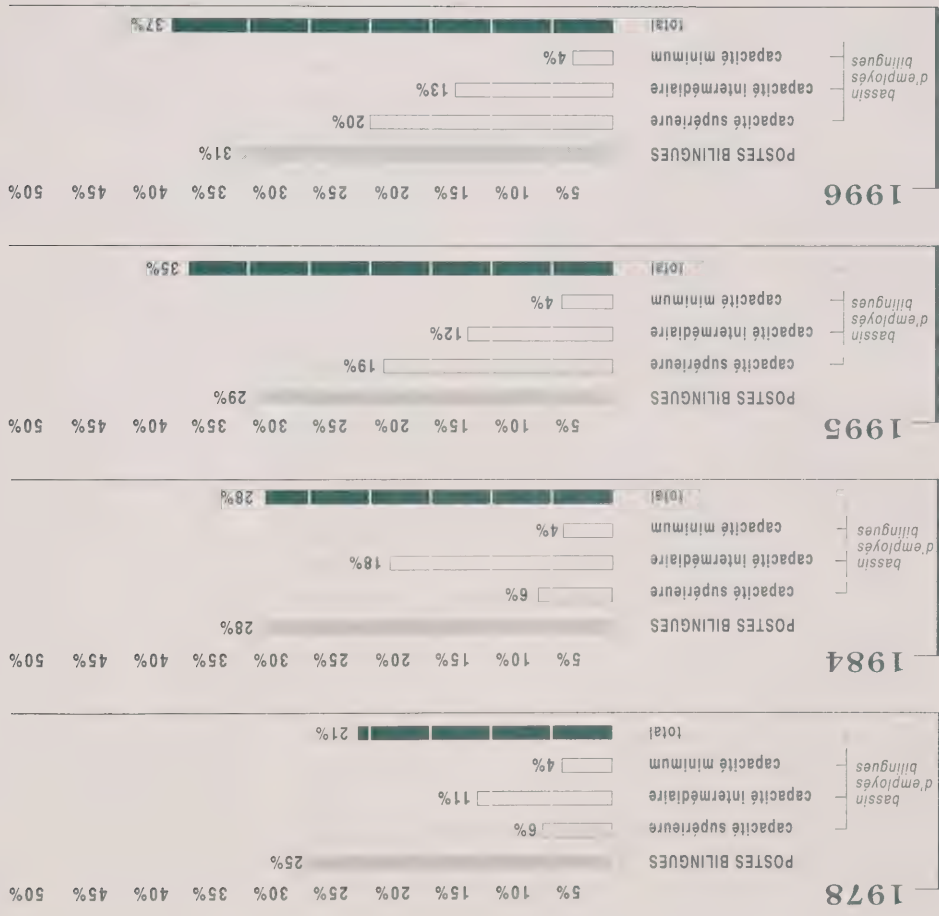 1978 5% 10% 15% 20% 25% 30% 35% 40% 45% 50%
POSTES BILINGUES 25%
capacité supérieure 6%
bassin
d'employés
bilingues
capacité intermédiaire 11%
capacité minimum 4%
total 21%
1984 5% 10% 15% 20% 25% 30% 35% 40% 45% 50%
POSTES BILINGUES 28%
capacité supérieure 6%
bassin
d'employés
bilingues
capacité intermédiaire 18%
capacité minimum 4%
total 28%
1995 5% 10% 15% 20% 25% 30% 35% 40% 45% 50%
POSTES BILINGUES 29%
capacité supérieure 19%
bassin
d'employés
bilingues
capacité intermédiaire 12%
capacité minimum 4%
total 35%
1996 5% 10% 15% 20% 25% 30% 35% 40% 45% 50%
POSTES BILINGUES 31%
capacité supérieure 20%
bassin
d'employés
bilingues
capacité intermédiaire 13%
capacité minimum 4%
total 37%